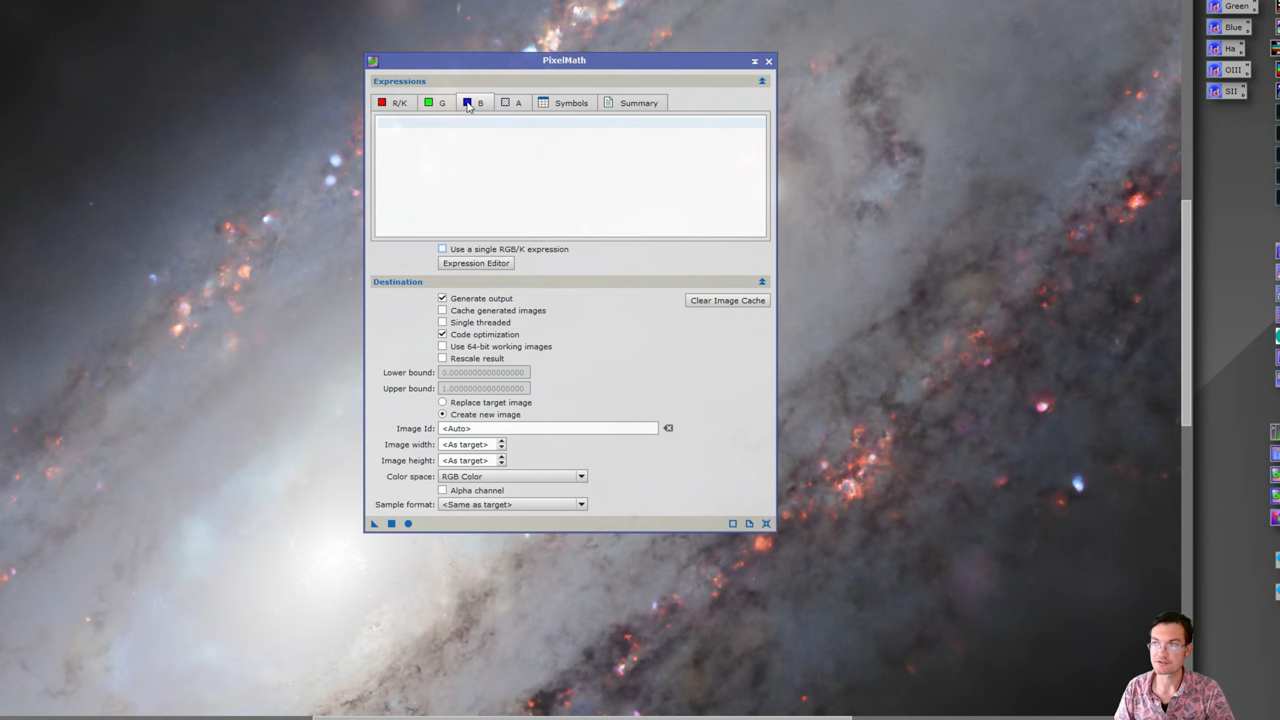 Green
Blue
Ha
OIII
SII
PixelMath
Expressions
R/K G B A Symbols Summary
Use a single RGB/K expression
Expression Editor
Destination
Generate output
Clear Image Cache
Cache generated images
Single threaded
Code optimization
Use 64-bit working images
Rescale result
Lower bound: 0.0000000000000000
Upper bound: 1.0000000000000000
Replace target image
Create new image
Image Id: <Auto>
Image width: <As target>
Image height: <As target>
Color space: RGB Color
Alpha channel
Sample format: <Same as target>